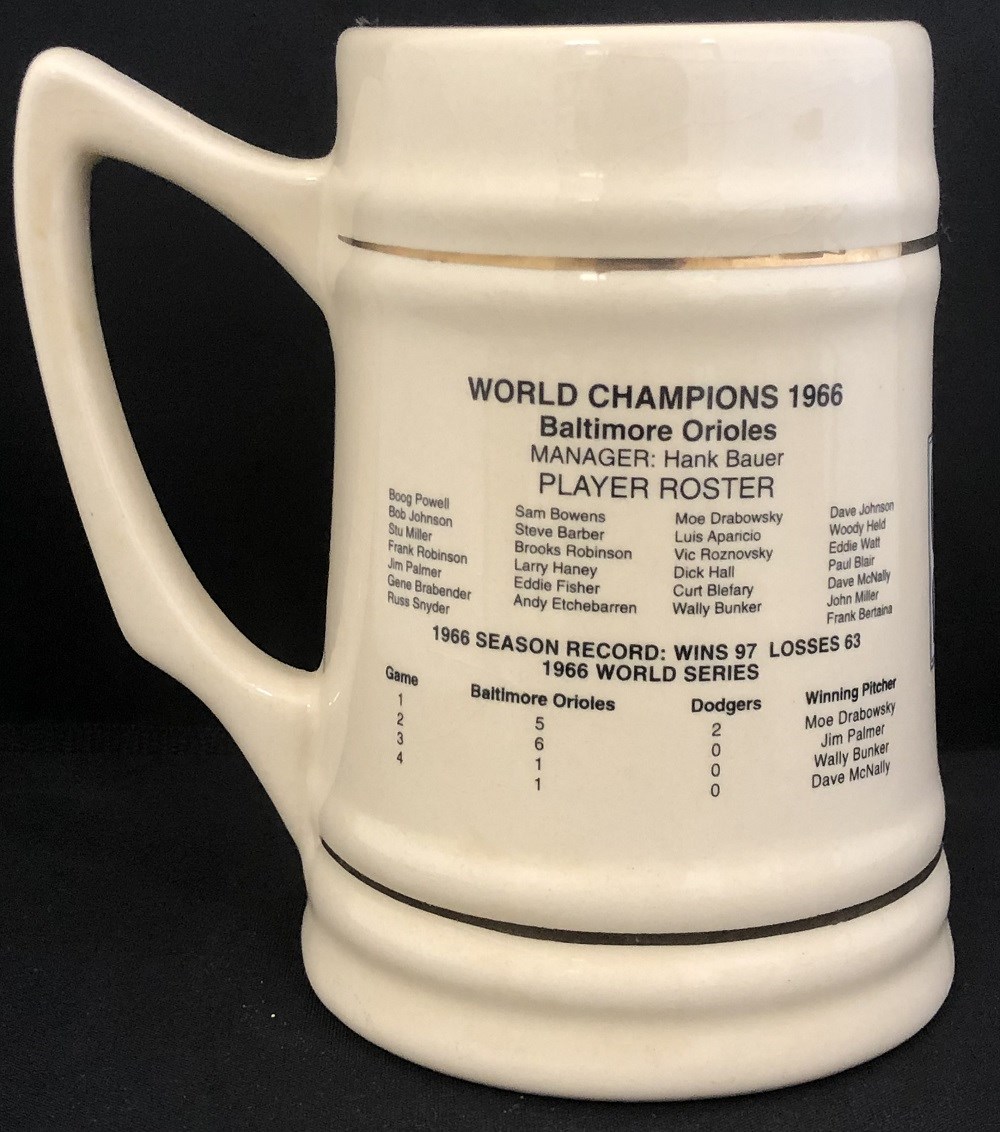 WORLD CHAMPIONS 1966
Baltimore Orioles
MANAGER: Hank Bauer
PLAYER ROSTER
Boog Powell
Bob Johnson
Stu Miller
Frank Robinson
Jim Palmer
Gene Brabender
Russ Snyder
Sam Bowens
Steve Barber
Brooks Robinson
Larry Haney
Eddie Fisher
Andy Etchebarren
Moe Drabowsky
Luis Aparicio
Vic Roznovsky
Dick Hall
Curt Blefary
Wally Bunker
Dave Johnson
Woody Held
Eddie Watt
Paul Blair
Dave McNally
John Miller
Frank Bertaina
1966 SEASON RECORD: WINS 97 LOSSES 63
1966 WORLD SERIES
Game Baltimore Orioles Dodgers Winning Pitcher
1 5 2 Moe Drabowsky
2 6 0 Jim Palmer
3 1 0 Wally Bunker
4 1 0 Dave McNally